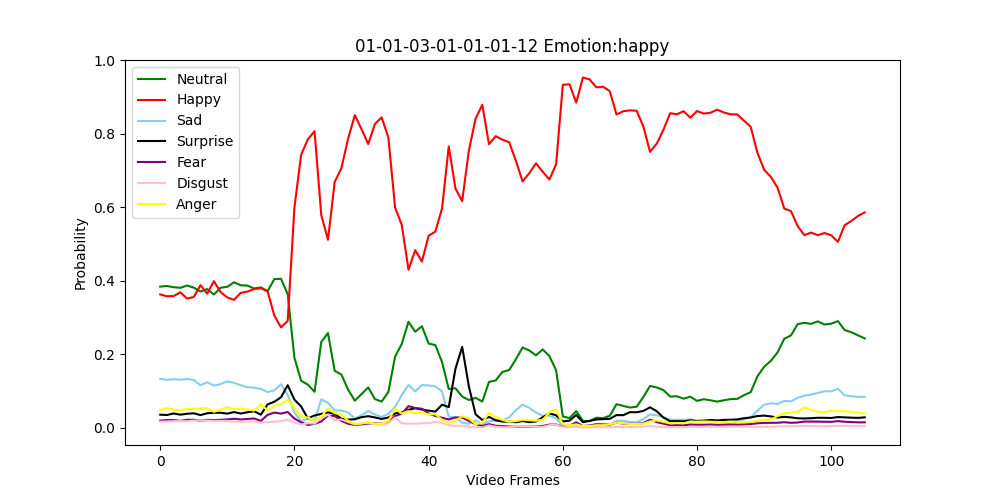 01-01-03-01-01-01-12 Emotion:happy
1.0
0.8
0.6
0.4
0.2
0.0
Probability
Neutral
Happy
Sad
Surprise
Fear
Disgust
Anger
0 20 40 60 80 100
Video Frames